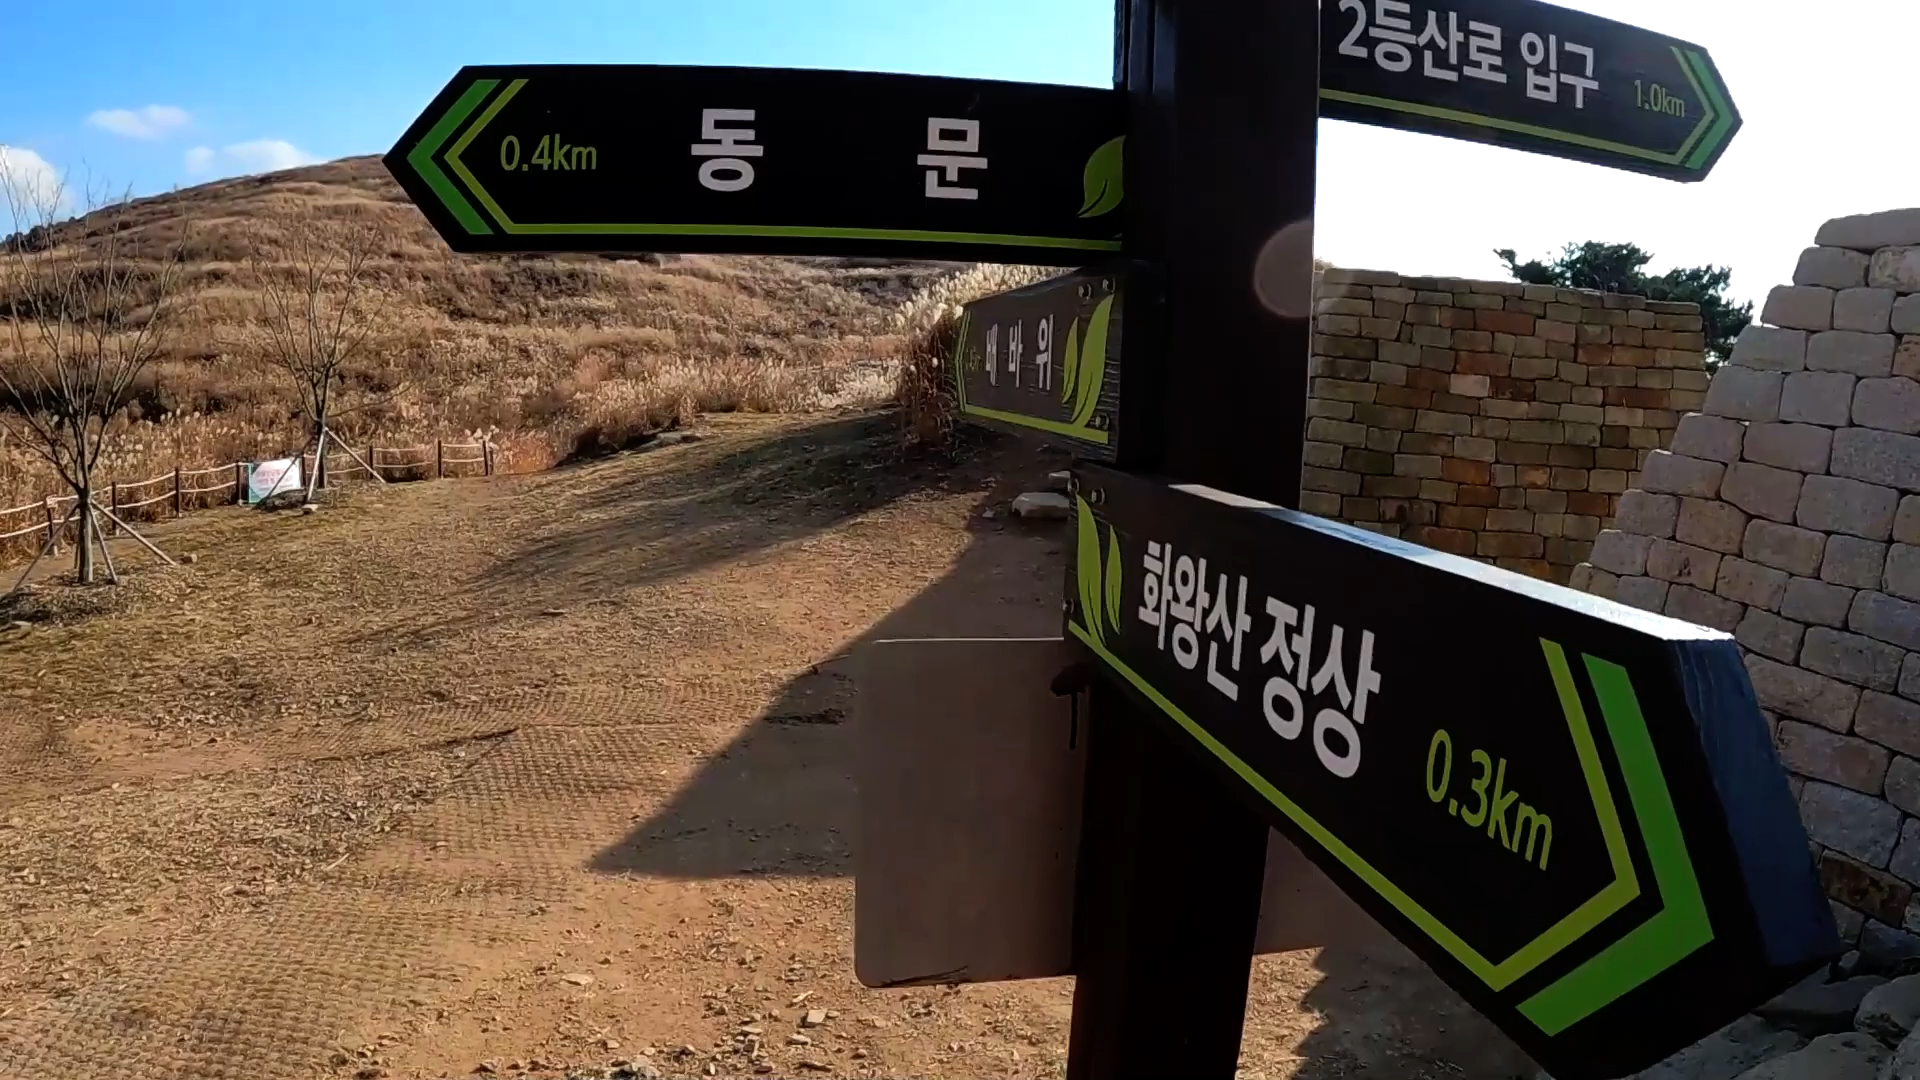 2등산로 입구 1.0km
0.4km 동 문
배 바 위
화왕산 정상 0.3km